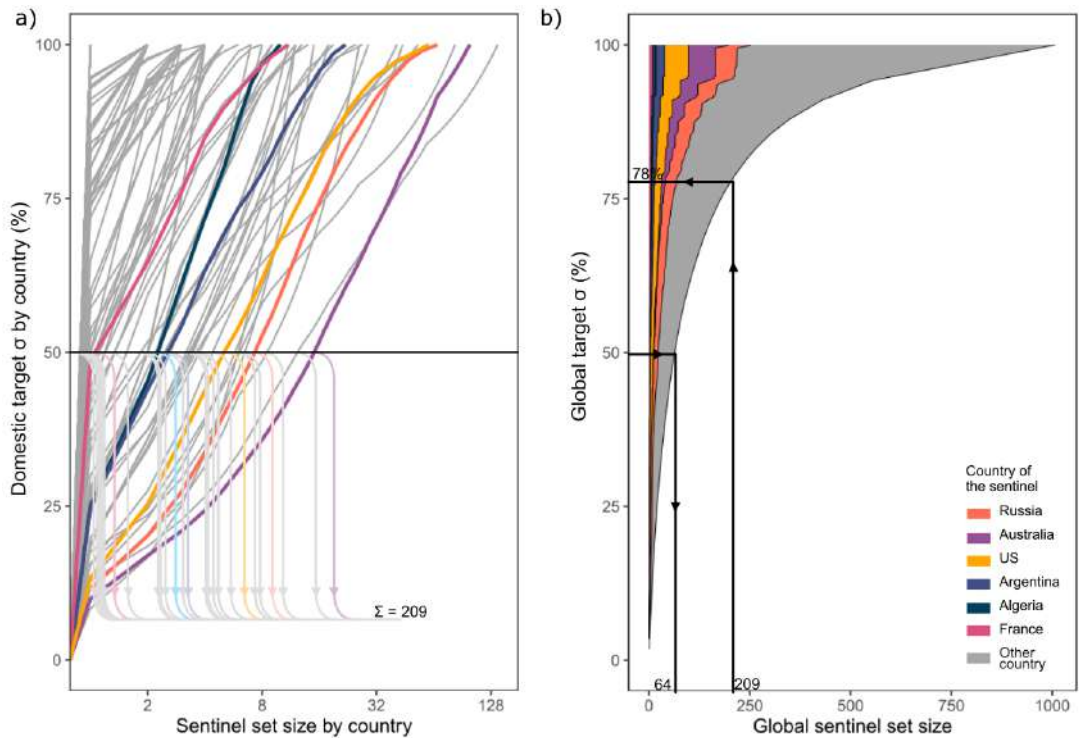 a)
100
75
50
25
0
Domestic target σ by country (%)
Σ = 209
2
8
32
128
Sentinel set size by country
b)
100
78%
75
50
25
0
Global target σ (%)
64
209
0
250
500
750
1000
Global sentinel set size
Country of
the sentinel
Russia
Australia
US
Argentina
Algeria
France
Other
country